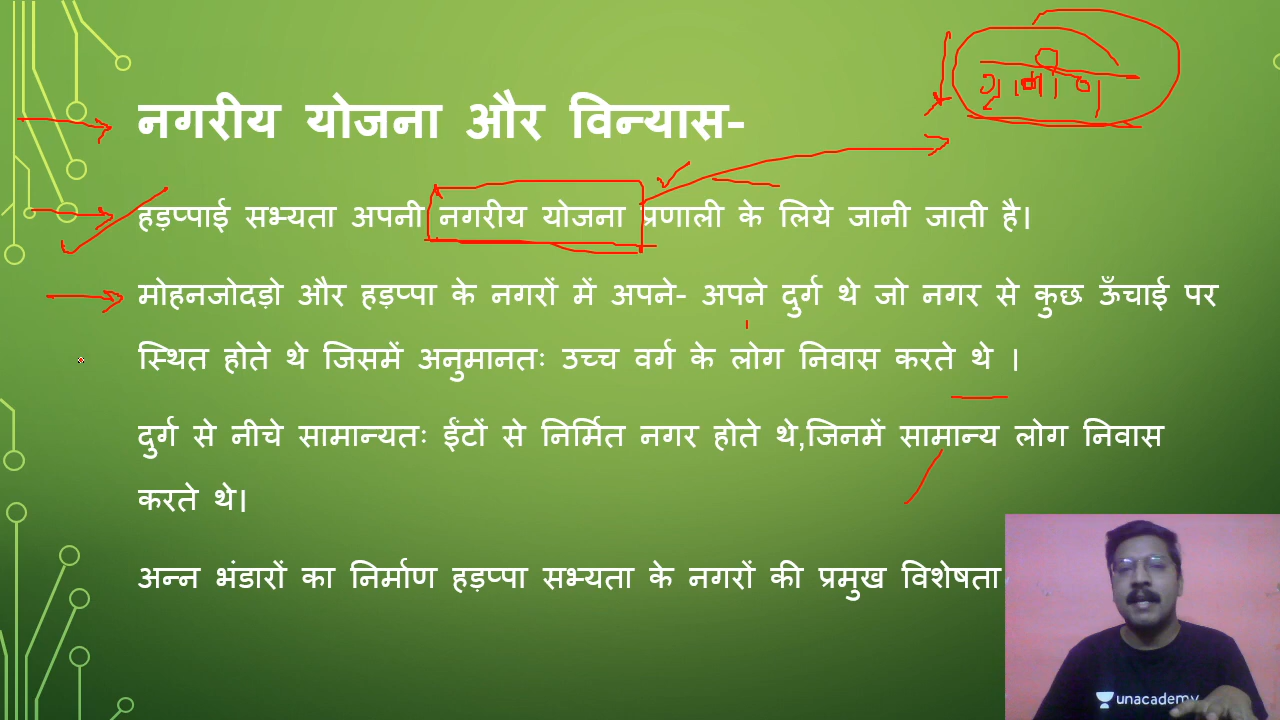 ग्रामीण
नगरीय योजना और विन्यास-
हड़प्पाई सभ्यता अपनी नगरीय योजना प्रणाली के लिये जानी जाती है।
मोहनजोदड़ो और हड़प्पा के नगरों में अपने- अपने दुर्ग थे जो नगर से कुछ ऊँचाई पर
स्थित होते थे जिसमें अनुमानतः उच्च वर्ग के लोग निवास करते थे ।
दुर्ग से नीचे सामान्यतः ईंटों से निर्मित नगर होते थे,जिनमें सामान्य लोग निवास
करते थे।
अन्न भंडारों का निर्माण हड़प्पा सभ्यता के नगरों की प्रमुख विशेषता
unacademy